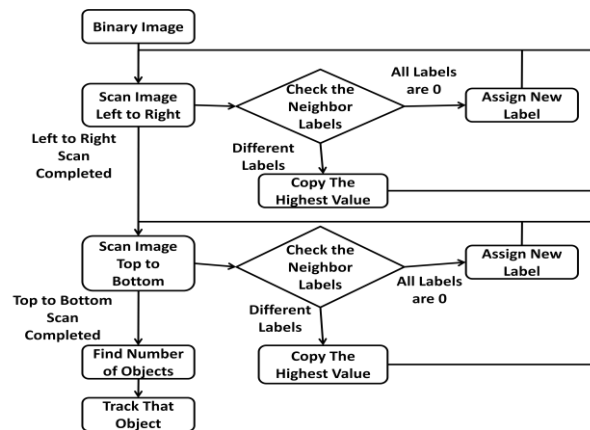 Binary Image
Scan Image
Left to Right
Check the
Neighbor
Labels
All Labels
are 0
Assign New
Label
Left to Right
Scan
Completed
Different
Labels
Copy The
Highest Value
Scan Image
Top to
Bottom
Check the
Neighbor
Labels
All Labels
are 0
Assign New
Label
Top to Bottom
Scan
Completed
Different
Labels
Copy The
Highest Value
Find Number
of Objects
Track That
Object